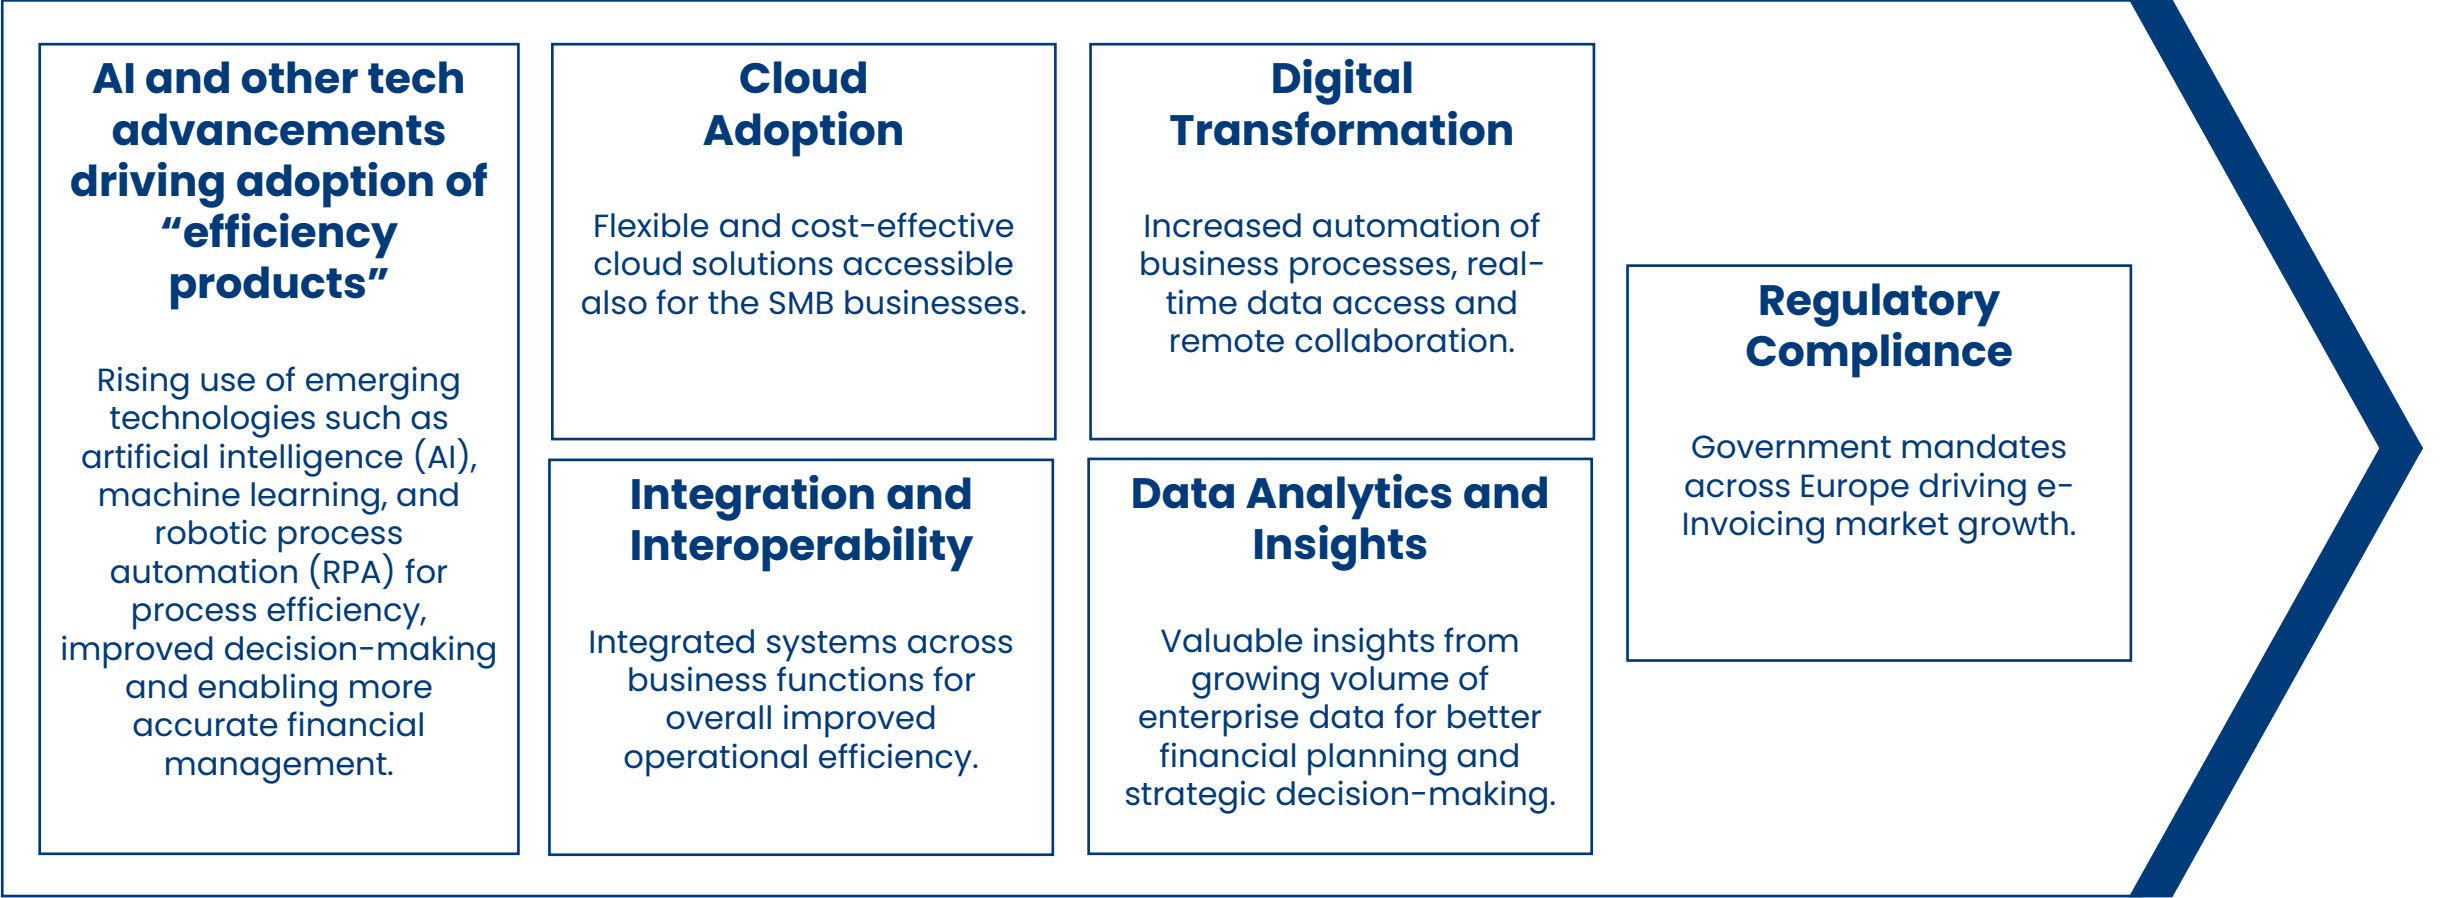 AI and other tech
advancements
driving adoption of
“efficiency
products”
Rising use of emerging
technologies such as
artificial intelligence (AI),
machine learning, and
robotic process
automation (RPA) for
process efficiency,
improved decision-making
and enabling more
accurate financial
management.
Cloud
Adoption
Flexible and cost-effective
cloud solutions accessible
also for the SMB businesses.
Integration and
Interoperability
Integrated systems across
business functions for
overall improved
operational efficiency.
Digital
Transformation
Increased automation of
business processes, real-
time data access and
remote collaboration.
Data Analytics and
Insights
Valuable insights from
growing volume of
enterprise data for better
financial planning and
strategic decision-making.
Regulatory
Compliance
Government mandates
across Europe driving e-
Invoicing market growth.